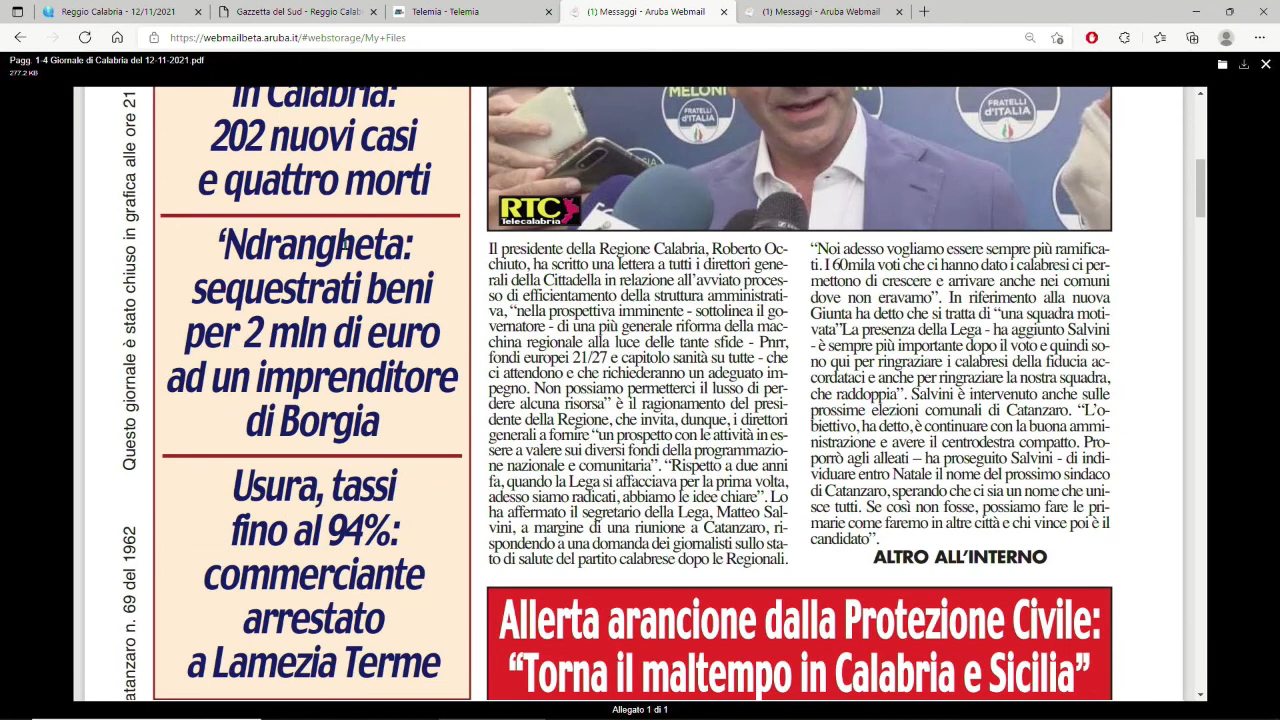 Reggio Calabria - 12/11/2021
Gazzetta del Sud - Reggio Calab
Telemia - Telemia
(1) Messaggi - Aruba Webmail
(1) Messaggi - Aruba Webmail
https://webmailbeta.aruba.it/#webstorage/My+Files
Pagg. 1-4 Giornale di Calabria del 12-11-2021.pdf
277.2 KB
Questo giornale è stato chiuso in grafica alle ore 21
atanzaro n. 69 del 1962
in Calabria:
202 nuovi casi
e quattro morti
‘Ndrangheta:
sequestrati beni
per 2 mln di euro
ad un imprenditore
di Borgia
Usura, tassi
fino al 94%:
commerciante
arrestato
a Lamezia Terme
MELONI
FRATELLI
D'ITALIA
FRATELLI
D'ITALIA
RTC
Telecalabria
Il presidente della Regione Calabria, Roberto Oc-
chiuto, ha scritto una lettera a tutti i direttori gene-
rali della Cittadella in relazione all’avviato proces-
so di efficientamento della struttura amministrati-
va, “nella prospettiva imminente - sottolinea il go-
vernatore - di una più generale riforma della mac-
china regionale alla luce delle tante sfide - Pnrr,
fondi europei 21/27 e capitolo sanità su tutte - che
ci attendono e che richiederanno un adeguato im-
pegno. Non possiamo permetterci il lusso di per-
dere alcuna risorsa” è il ragionamento del presi-
dente della Regione, che invita, dunque, i direttori
generali a fornire “un prospetto con le attività in es-
sere a valere sui diversi fondi della programmazio-
ne nazionale e comunitaria”. “Rispetto a due anni
fa, quando la Lega si affacciava per la prima volta,
adesso siamo radicati, abbiamo le idee chiare”. Lo
ha affermato il segretario della Lega, Matteo Sal-
vini, a margine di una riunione a Catanzaro, ri-
spondendo a una domanda dei giornalisti sullo sta-
to di salute del partito calabrese dopo le Regionali.
“Noi adesso vogliamo essere sempre più ramifica-
ti. I 60mila voti che ci hanno dato i calabresi ci per-
mettono di crescere e arrivare anche nei comuni
dove non eravamo”. In riferimento alla nuova
Giunta ha detto che si tratta di “una squadra moti-
vata”La presenza della Lega - ha aggiunto Salvini
- è sempre più importante dopo il voto e quindi so-
no qui per ringraziare i calabresi della fiducia ac-
cordataci e anche per ringraziare la nostra squadra,
che raddoppia”. Salvini è intervenuto anche sulle
prossime elezioni comunali di Catanzaro. “L’o-
biettivo, ha detto, è continuare con la buona ammi-
nistrazione e avere il centrodestra compatto. Pro-
porrò agli alleati – ha proseguito Salvini - di indi-
viduare entro Natale il nome del prossimo sindaco
di Catanzaro, sperando che ci sia un nome che uni-
sce tutti. Se così non fosse, possiamo fare le pri-
marie come faremo in altre città e chi vince poi è il
candidato”.
ALTRO ALL’INTERNO
Allerta arancione dalla Protezione Civile:
“Torna il maltempo in Calabria e Sicilia”
Allegato 1 di 1